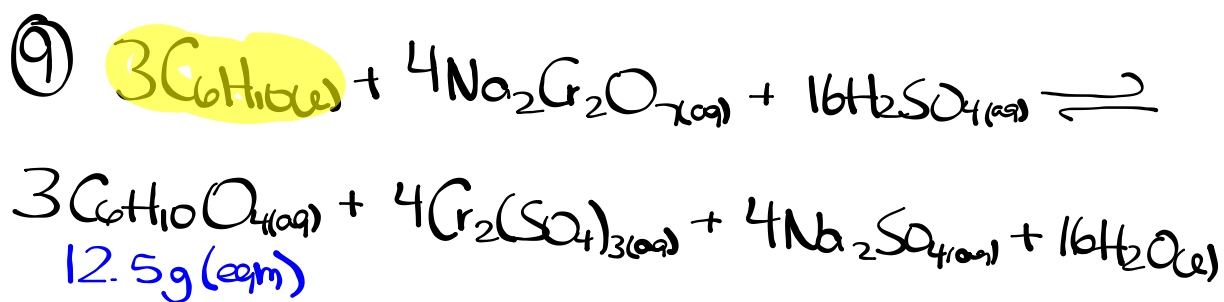 ⑨ 3C₆H₁₀(l) + 4Na₂Cr₂O₇(aq) + 16H₂SO₄(aq) ⇌
3C₆H₁₀O₄(aq) + 4Cr₂(SO₄)₃(aq) + 4Na₂SO₄(aq) + 16H₂O(l)
12.5g (eqm)